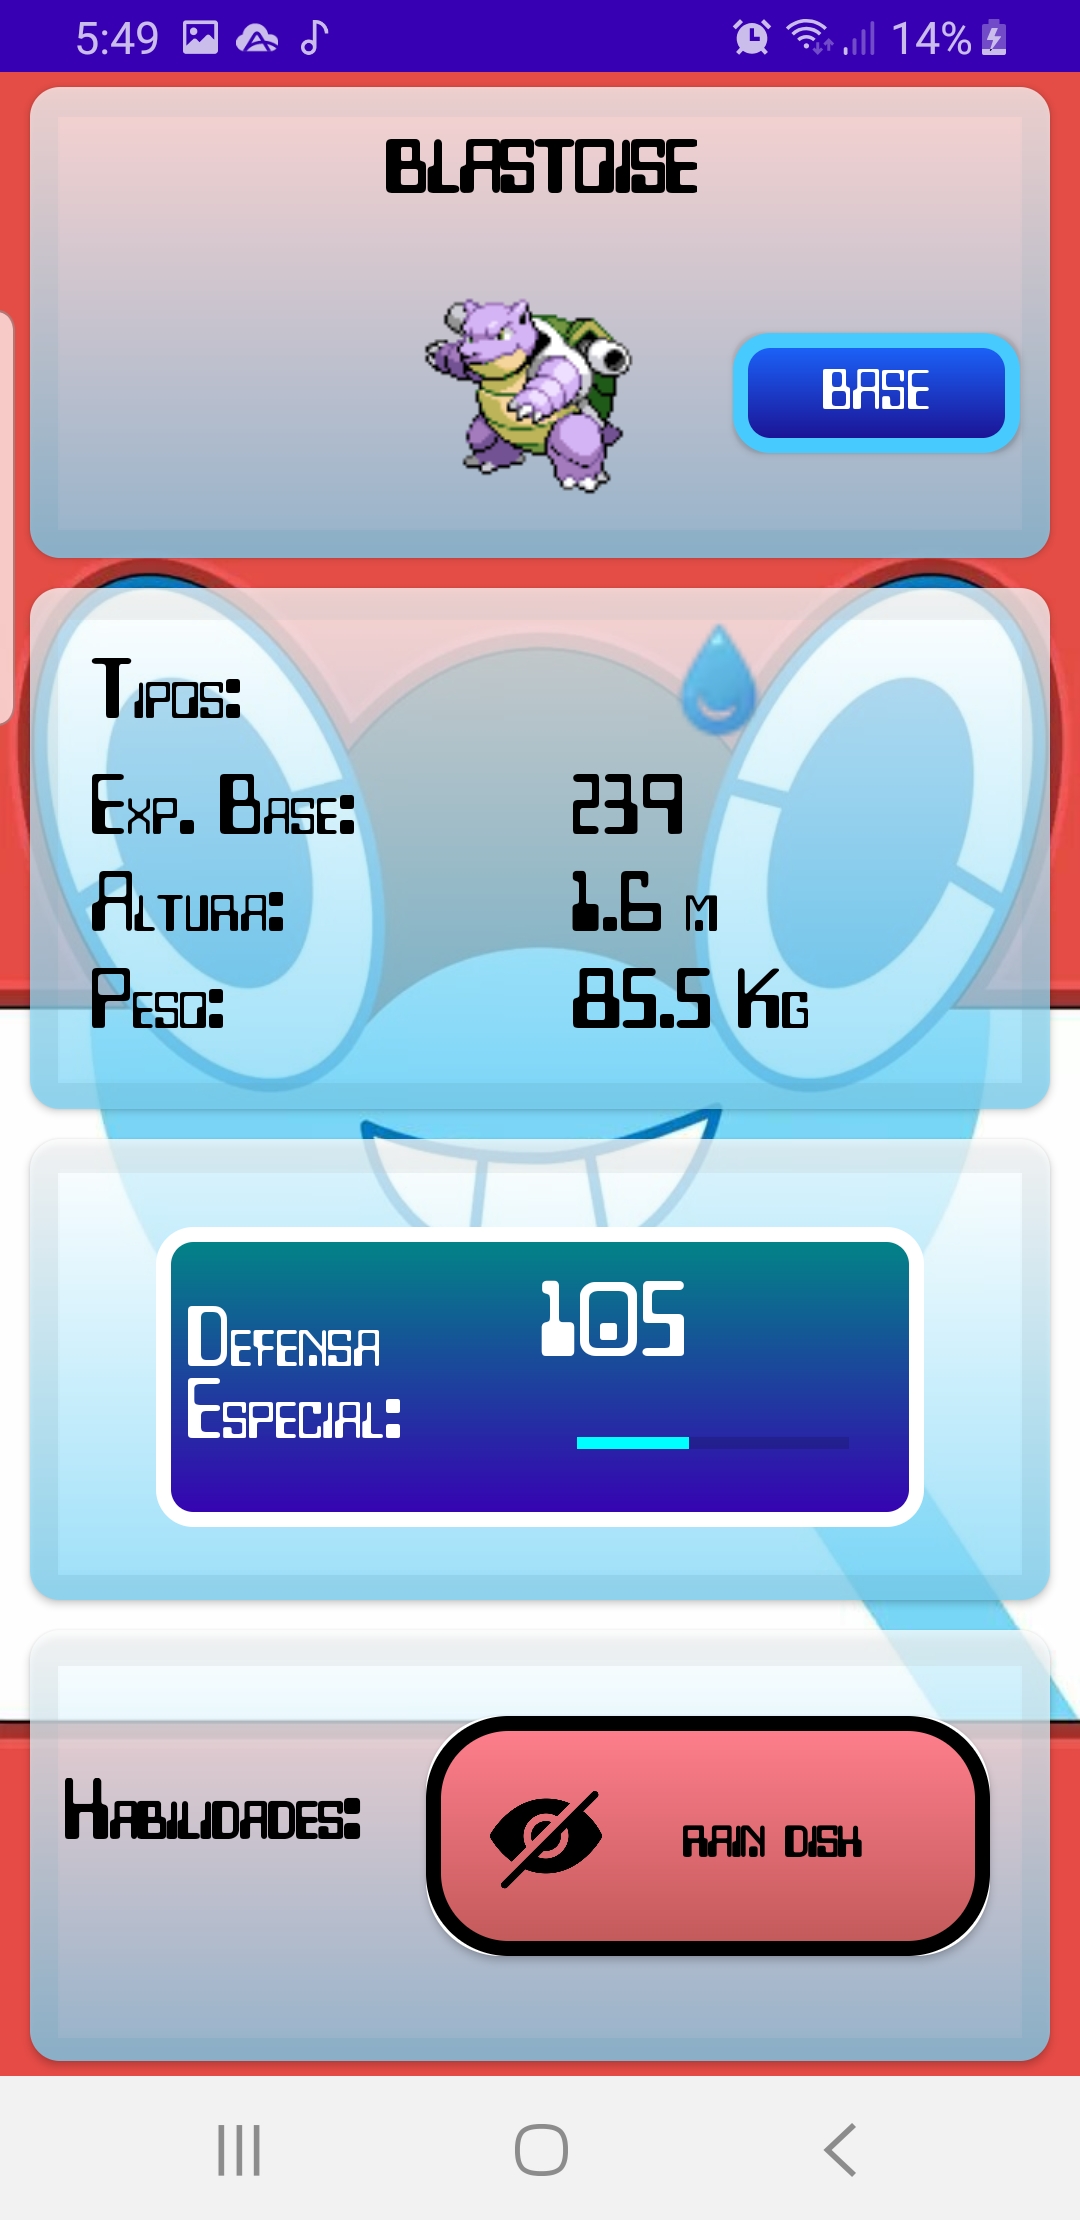 5:49
14%
BLASTOISE
BASE
Tipos:
Exp. Base: 239
Altura: 1.6 m
Peso: 85.5 Kg
Defensa 105
Especial:
Habilidades: RAIN DISH